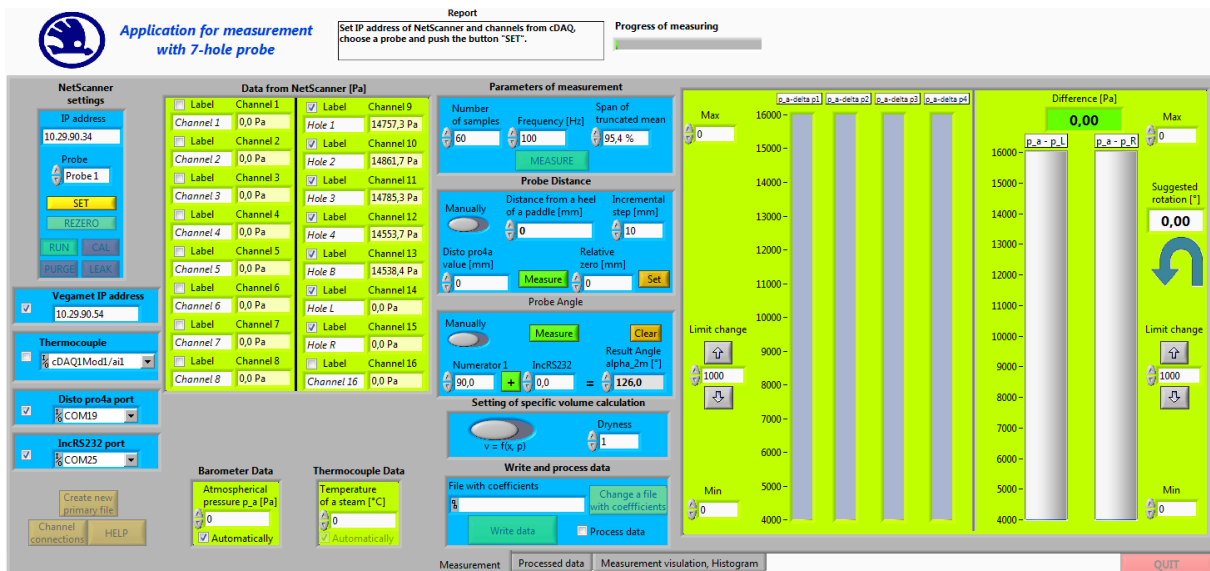 Application for measurement
with 7-hole probe
Report
Set IP address of NetScanner and channels from cDAQ,
choose a probe and push the button "SET".
Progress of measuring
NetScanner
settings
IP address
10.29.90.34
Probe
Probe 1
SET
REZERO
RUN CAL
PURGE LEAK
Vegamet IP address
10.29.90.54
Thermocouple
cDAQ1Mod1/ai1
Disto pro4a port
COM19
IncRS232 port
COM25
Create new
primary file
Channel
connections
HELP
Data from NetScanner [Pa]
Label Channel 1
Channel 1 0,0 Pa
Label Channel 2
Channel 2 0,0 Pa
Label Channel 3
Channel 3 0,0 Pa
Label Channel 4
Channel 4 0,0 Pa
Label Channel 5
Channel 5 0,0 Pa
Label Channel 6
Channel 6 0,0 Pa
Label Channel 7
Channel 7 0,0 Pa
Label Channel 8
Channel 8 0,0 Pa
Label Channel 9
Hole 1 14757,3 Pa
Label Channel 10
Hole 2 14861,7 Pa
Label Channel 11
Hole 3 14785,3 Pa
Label Channel 12
Hole 4 14553,7 Pa
Label Channel 13
Hole B 14538,4 Pa
Label Channel 14
Hole L 0,0 Pa
Label Channel 15
Hole R 0,0 Pa
Label Channel 16
Channel 16 0,0 Pa
Barometer Data
Atmospherical
pressure p_a [Pa]
0
Automatically
Thermocouple Data
Temperature
of a steam [°C]
0
Automatically
Parameters of measurement
Number
of samples
60
Frequency [Hz]
100
Span of
truncated mean
95,4 %
MEASURE
Probe Distance
Manually
Distance from a heel
of a paddle [mm]
0
Incremental
step [mm]
10
Disto pro4a
value [mm]
0
Measure
Relative
zero [mm]
0
Set
Probe Angle
Manually
Measure
Clear
Numerator 1
90,0
+
IncRS232
0,0
=
Result Angle
alpha_2m [°]
126,0
Setting of specific volume calculation
v = f(x, p)
Dryness
1
Write and process data
File with coefficients
Change a file
with coeffficients
Write data
Process data
Max
0
Limit change
1000
Min
0
p_a-delta p1 p_a-delta p2 p_a-delta p3 p_a-delta p4
16000
15000
14000
13000
12000
11000
10000
9000
8000
7000
6000
5000
4000
Difference [Pa]
0,00
p_a - p_L p_a - p_R
16000
15000
14000
13000
12000
11000
10000
9000
8000
7000
6000
5000
4000
Max
0
Suggested
rotation [°]
0,00
Limit change
1000
Min
0
Measurement Processed data Measurement visulation, Histogram
QUIT